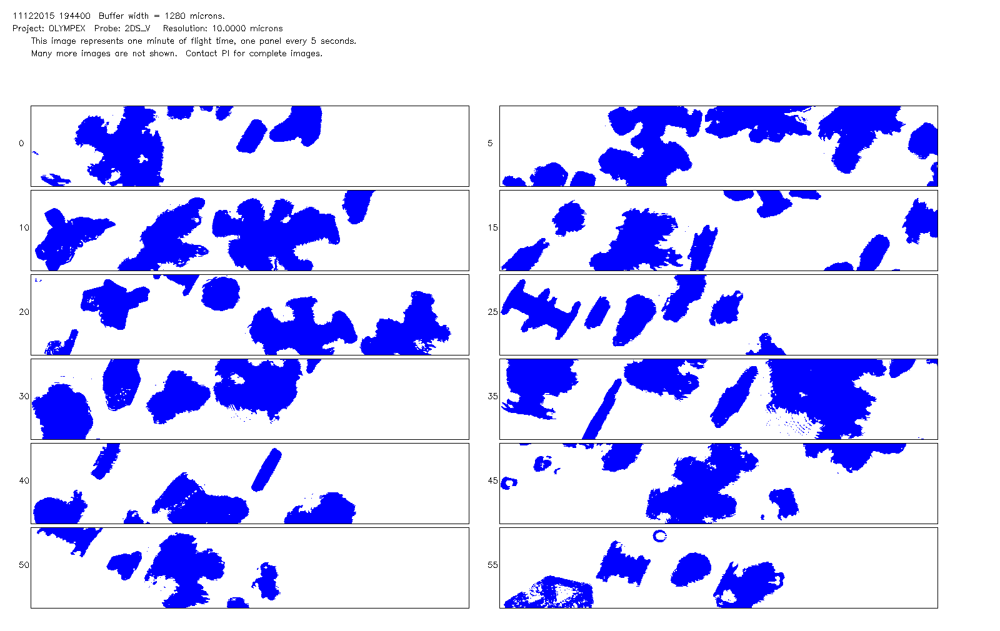 11122015 194400  Buffer width = 1280 microns.
Project: OLYMPEX  Probe: 2DS_V  Resolution: 10.0000 microns
This image represents one minute of flight time, one panel every 5 seconds.
Many more images are not shown.  Contact PI for complete images.
0 5
10 15
20 25
30 35
40 45
50 55